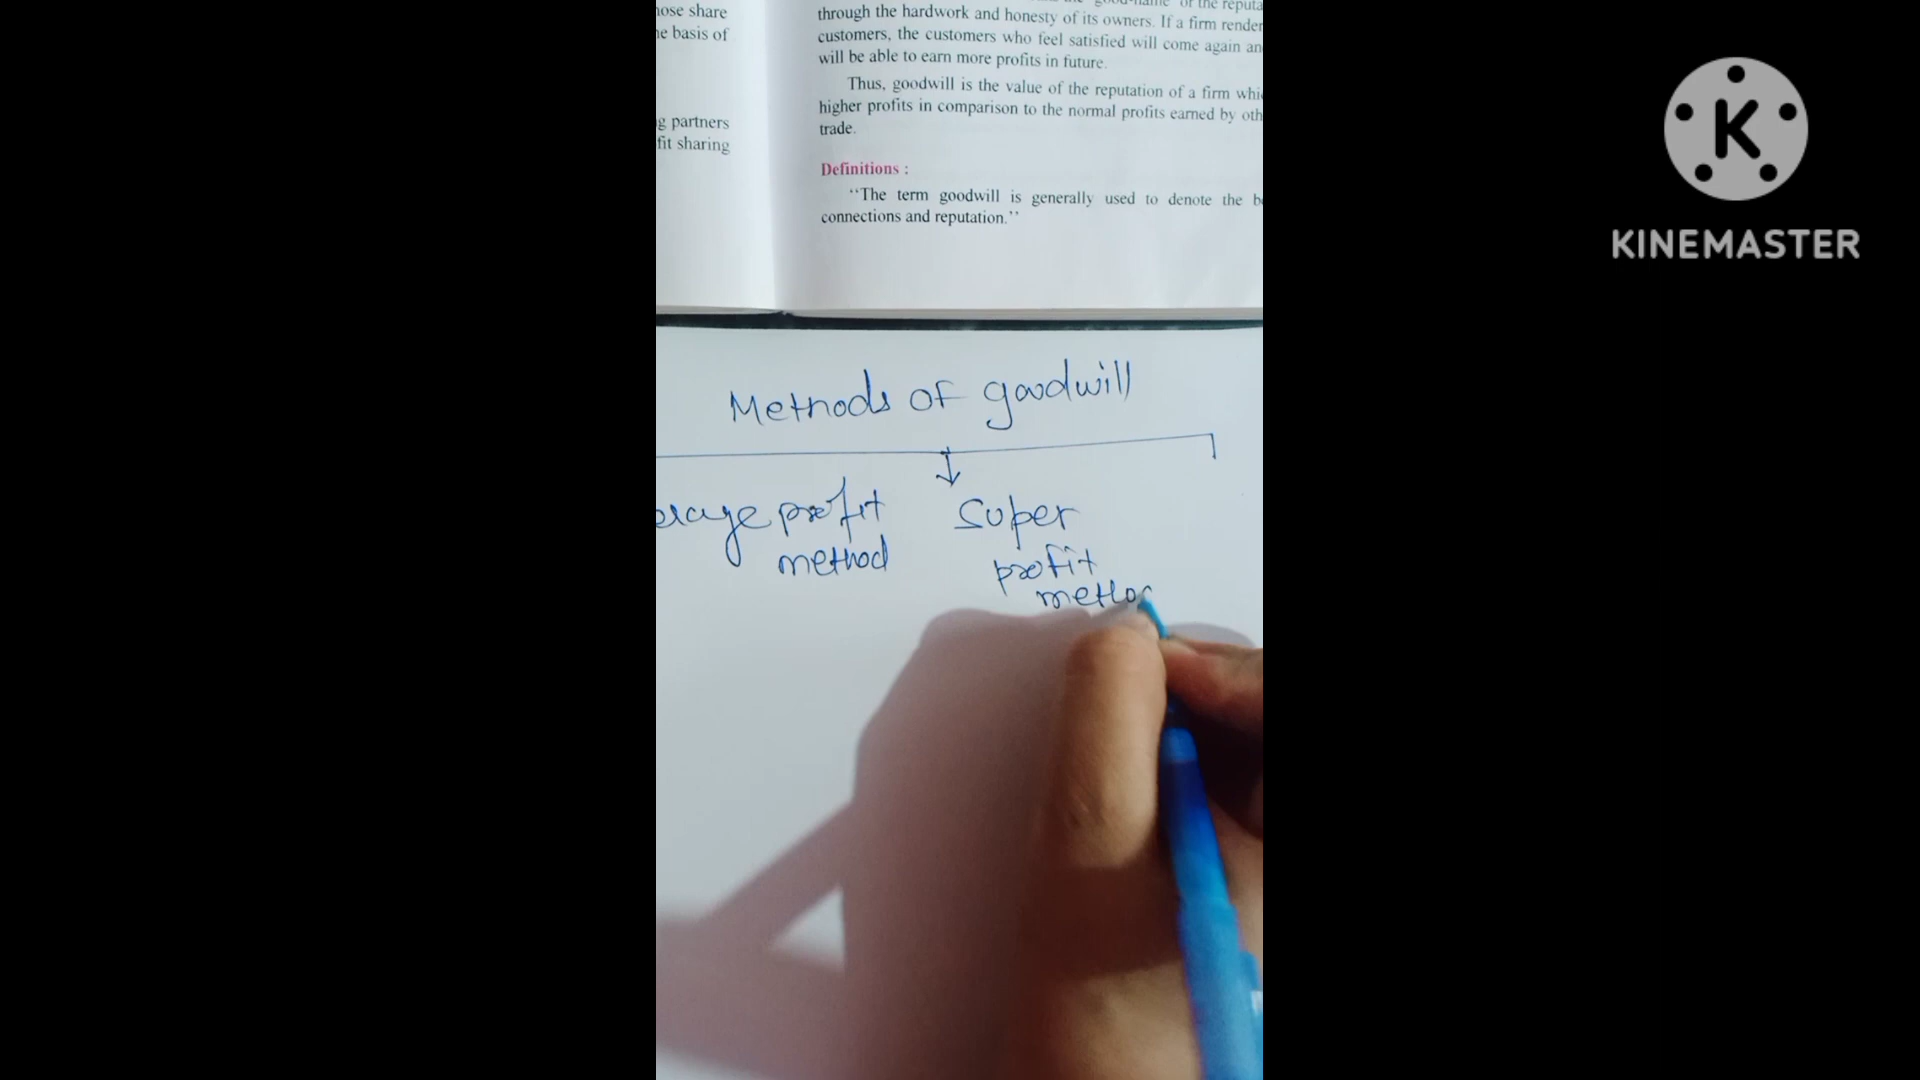 hose share
e basis of
g partners
fit sharing
through the hardwork and honesty of its owners. If a firm render
customers, the customers who feel satisfied will come again an
will be able to earn more profits in future.
Thus, goodwill is the value of the reputation of a firm whi
higher profits in comparison to the normal profits earned by oth
trade.
Definitions :
"The term goodwill is generally used to denote the b
connections and reputation."
K
KINEMASTER
Methods of goodwill
erage profit
method
Super
profit
metho